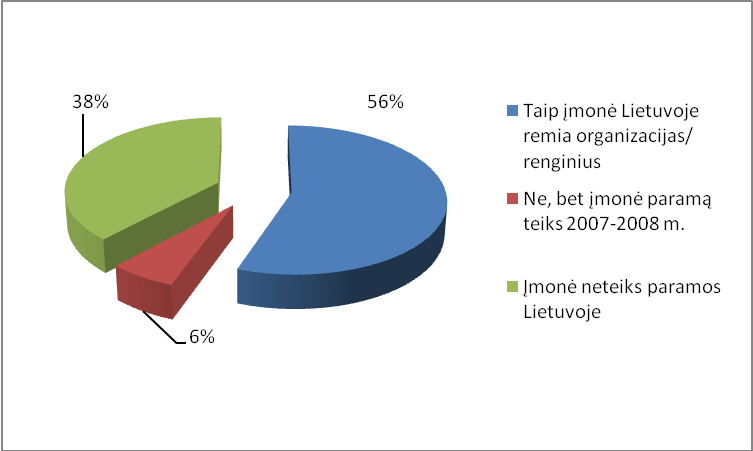 38%
56%
6%
Taip įmonė Lietuvoje
remia organizacijas/
renginius
Ne, bet įmonė paramą
teiks 2007-2008 m.
Įmonė neteiks paramos
Lietuvoje